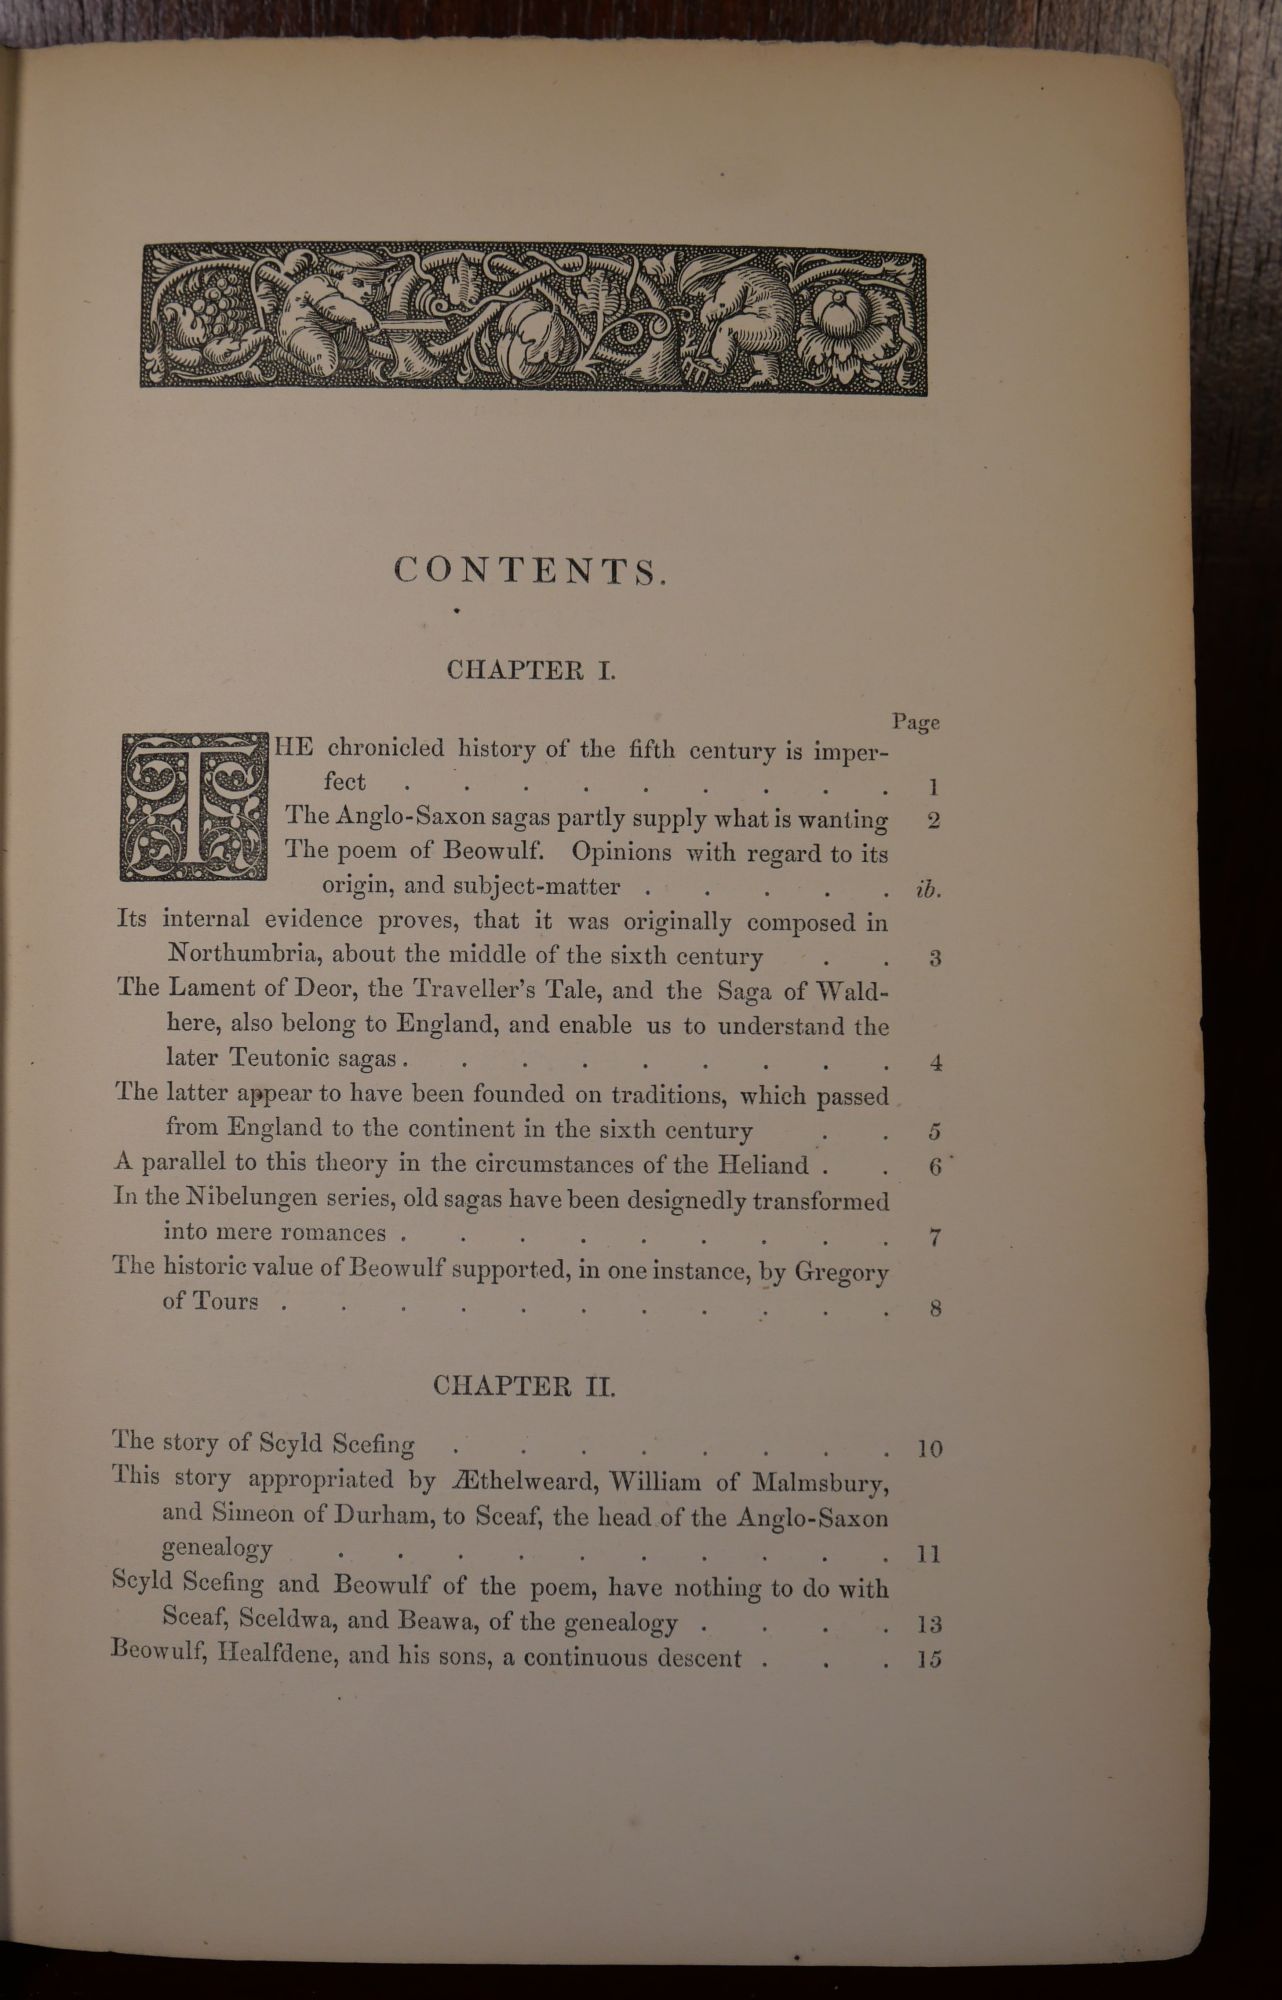 CONTENTS.
CHAPTER I.
Page
THE chronicled history of the fifth century is imper-
fect . . . . . . . . . 1
The Anglo-Saxon sagas partly supply what is wanting 2
The poem of Beowulf. Opinions with regard to its
origin, and subject-matter . . . . . ib.
Its internal evidence proves, that it was originally composed in
Northumbria, about the middle of the sixth century . . 3
The Lament of Deor, the Traveller's Tale, and the Saga of Wald-
here, also belong to England, and enable us to understand the
later Teutonic sagas . . . . . . . . . 4
The latter appear to have been founded on traditions, which passed
from England to the continent in the sixth century . . 5
A parallel to this theory in the circumstances of the Heliand . . 6
In the Nibelungen series, old sagas have been designedly transformed
into mere romances . . . . . . . . . 7
The historic value of Beowulf supported, in one instance, by Gregory
of Tours . . . . . . . . . . . 8
CHAPTER II.
The story of Scyld Scefing . . . . . . . . 10
This story appropriated by Æthelweard, William of Malmsbury,
and Simeon of Durham, to Sceaf, the head of the Anglo-Saxon
genealogy . . . . . . . . . . 11
Scyld Scefing and Beowulf of the poem, have nothing to do with
Sceaf, Sceldwa, and Beawa, of the genealogy . . . . 13
Beowulf, Healfdene, and his sons, a continuous descent . . . 15